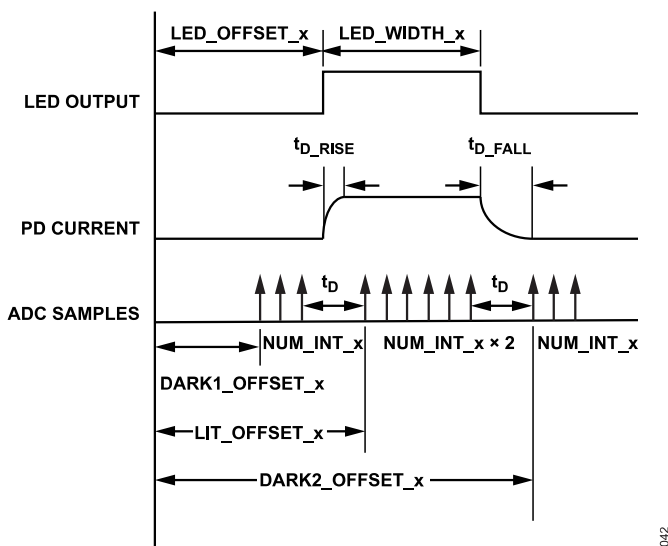 LED_OFFSET_x LED_WIDTH_x
LED OUTPUT
tD_RISE tD_FALL
PD CURRENT
tD tD
ADC SAMPLES
NUM_INT_x NUM_INT_x × 2 NUM_INT_x
DARK1_OFFSET_x
LIT_OFFSET_x
DARK2_OFFSET_x
042